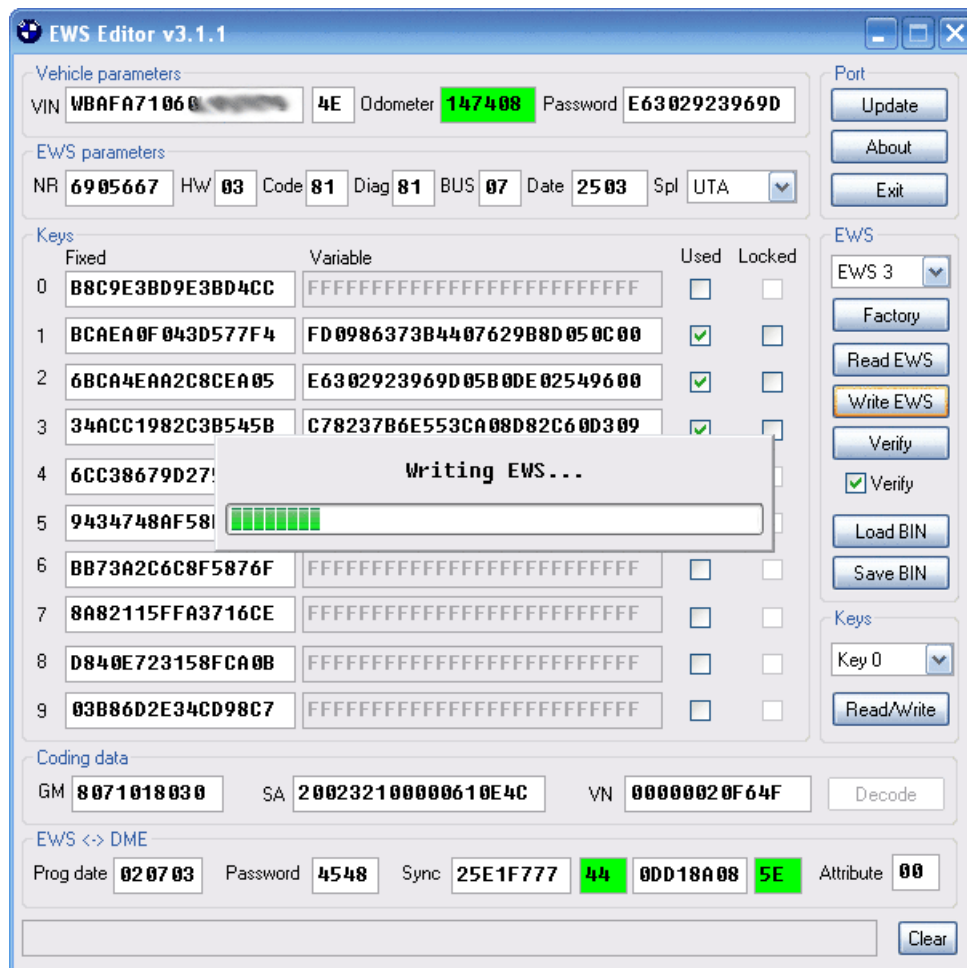 EWS Editor v3.1.1
Vehicle parameters
VIN WBAFA71060 4E Odometer 147408 Password E6302923969D
EWS parameters
NR 6905667 HW 03 Code 81 Diag 81 BUS 07 Date 2503 Spl UTA
Keys
Fixed Variable Used Locked
0 B8C9E3BD9E3BD4CC FFFFFFFFFFFFFFFFFFFFFFFFFF
1 BCAEA0F043D577F4 FD0986373B4407629B8D050C00
2 6BCA4EAA2C8CEA05 E6302923969D05B0DE02549600
3 34ACC1982C3B545B C78237B6E553CA08D82C60D309
4 6CC38679D27
5 9434748AF58
Writing EWS...
6 BB73A2C6C8F5876F FFFFFFFFFFFFFFFFFFFFFFFFFF
7 8A82115FFA3716CE FFFFFFFFFFFFFFFFFFFFFFFFFF
8 D840E723158FCA0B FFFFFFFFFFFFFFFFFFFFFFFFFF
9 03B86D2E34CD98C7 FFFFFFFFFFFFFFFFFFFFFFFFFF
Coding data
GM 8071018030 SA 200232100000610E4C VN 00000020F64F Decode
EWS <-> DME
Prog date 020703 Password 4548 Sync 25E1F777 44 0DD18A08 5E Attribute 00
Clear
Port
Update
About
Exit
EWS
EWS 3
Factory
Read EWS
Write EWS
Verify
Verify
Load BIN
Save BIN
Keys
Key 0
Read/Write